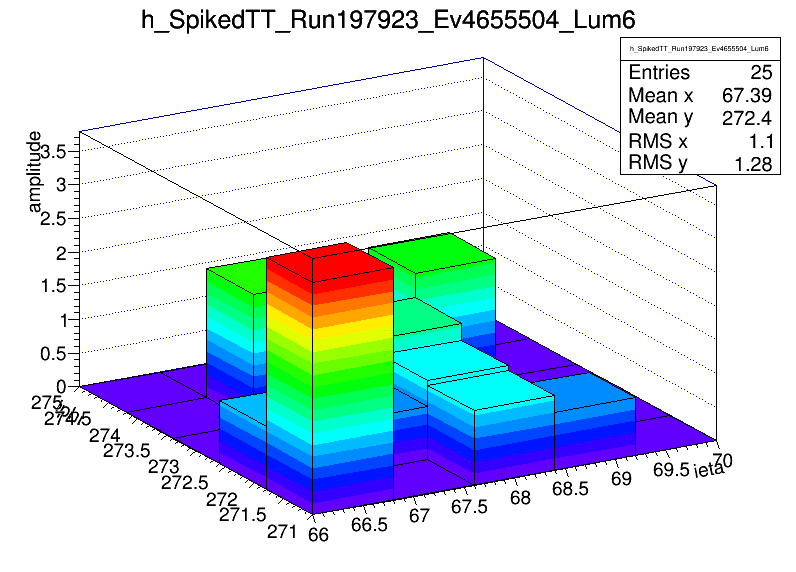 h_SpikedTT_Run197923_Ev4655504_Lum6
h_SpikedTT_Run197923_Ev4655504_Lum6
Entries 25
Mean x 67.39
Mean y 272.4
RMS x 1.1
RMS y 1.28
amplitude
3.5
3
2.5
2
1.5
1
0.5
0
275
274.5
274
273.5
273
272.5
272
271.5
271
66
66.5
67
67.5
68
68.5
69
69.5
70
ieta